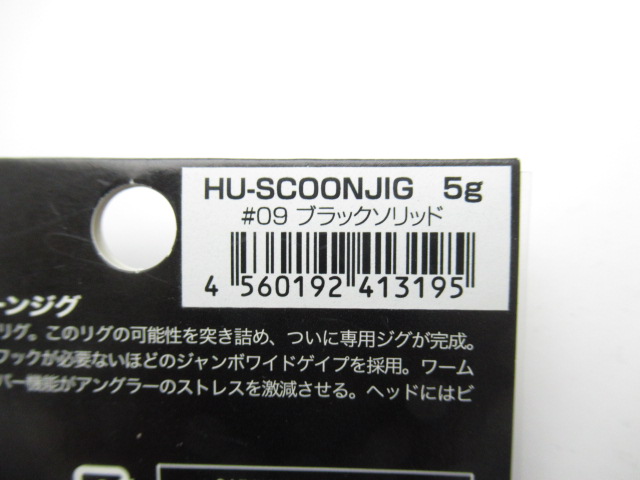 HU-SCOONJIG 5g
#09 ブラックソリッド
4 560192 413195
ーンジグ
リグ。このリグの可能性を突き詰め、ついに専用ジグが完成。
フックが必要ないほどのジャンボワイドゲイプを採用。ワーム
バー機能がアングラーのストレスを激減させる。ヘッドにはビ